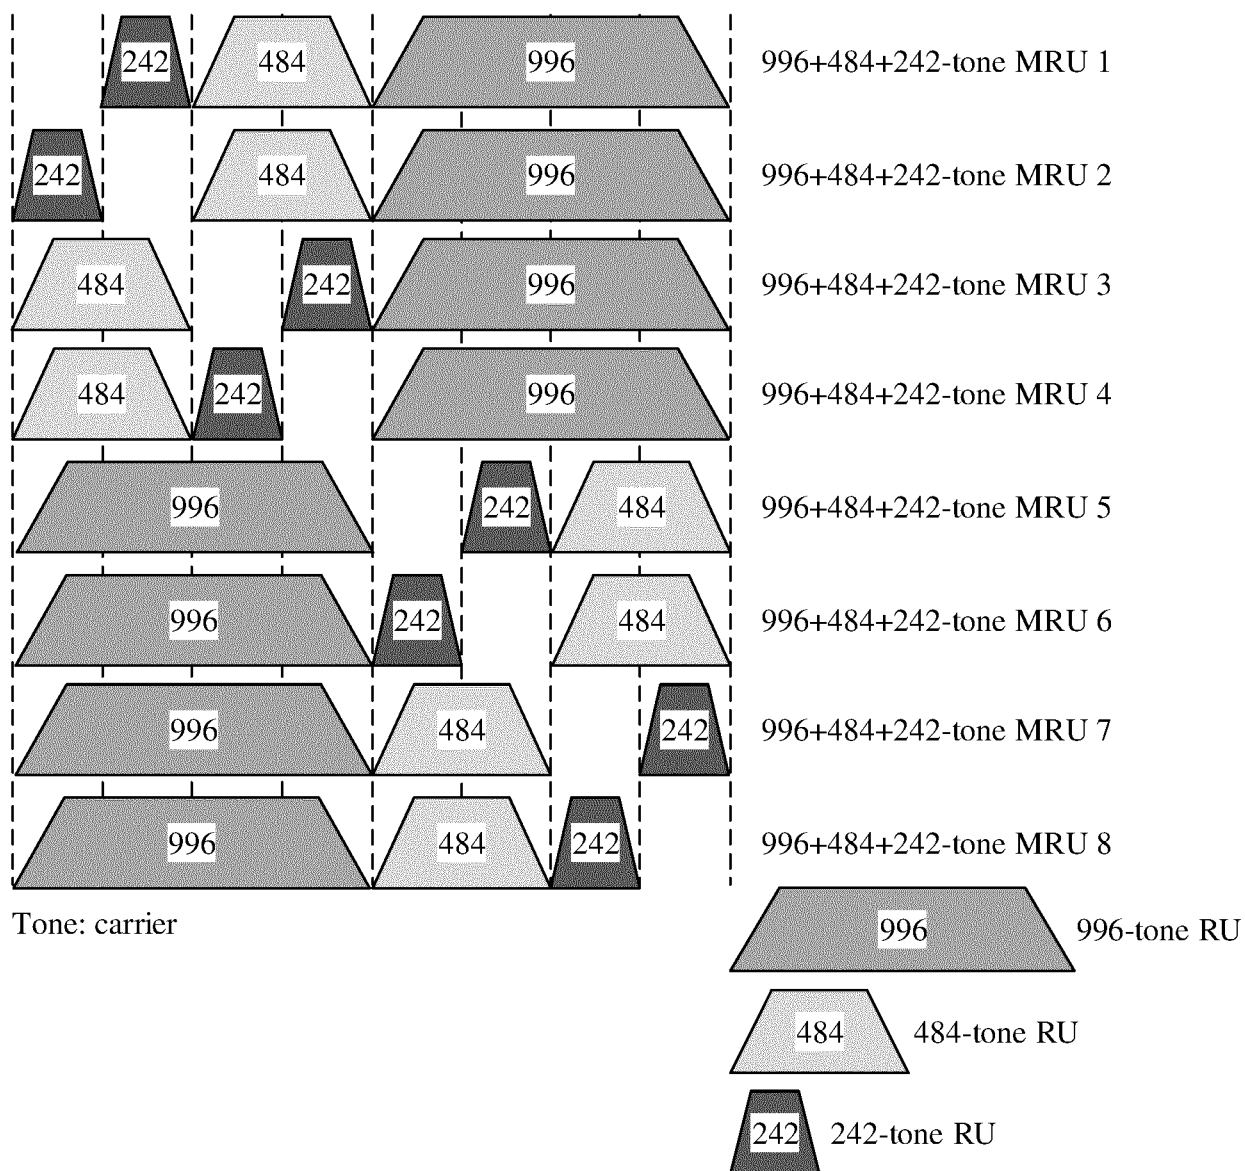 242 484 996 996+484+242-tone MRU 1
242 484 996 996+484+242-tone MRU 2
484 242 996 996+484+242-tone MRU 3
484 242 996 996+484+242-tone MRU 4
996 242 484 996+484+242-tone MRU 5
996 242 484 996+484+242-tone MRU 6
996 484 242 996+484+242-tone MRU 7
996 484 242 996+484+242-tone MRU 8
Tone: carrier
996 996-tone RU
484 484-tone RU
242 242-tone RU